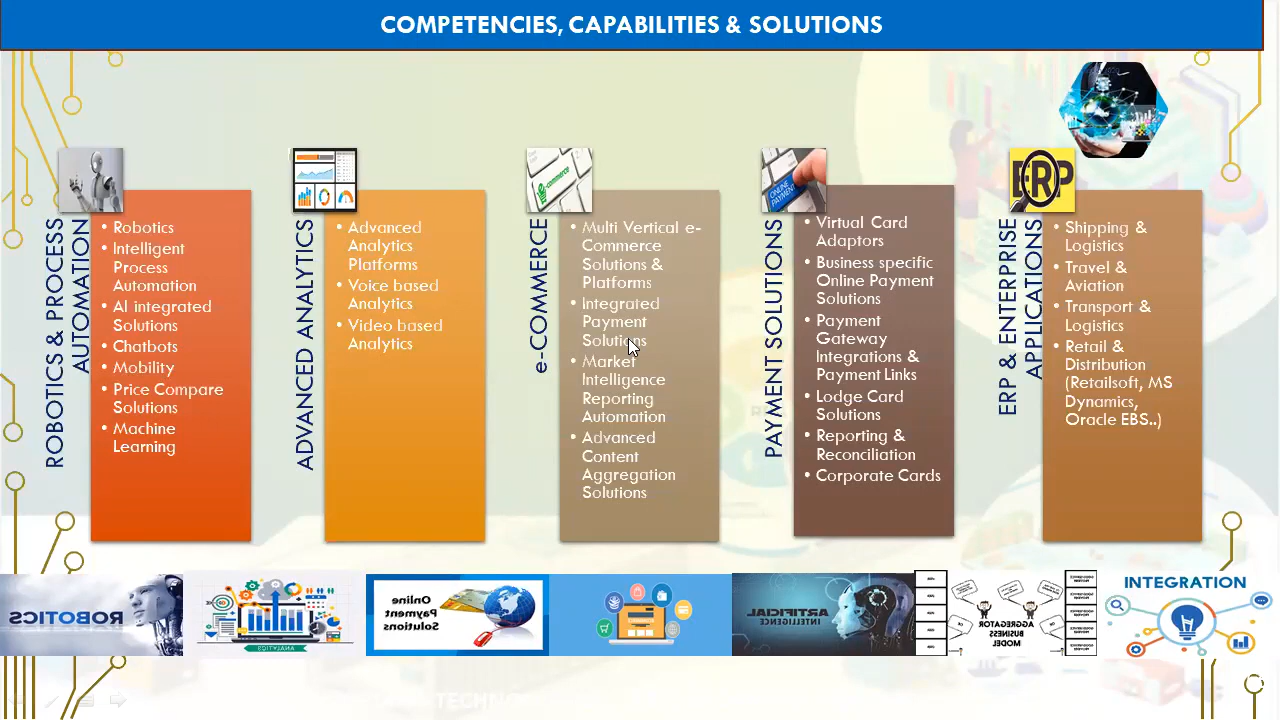 COMPETENCIES, CAPABILITIES & SOLUTIONS
ROBOTICS & PROCESS
AUTOMATION
• Robotics
• Intelligent
Process
Automation
• AI integrated
Solutions
• Chatbots
• Mobility
• Price Compare
Solutions
• Machine
Learning
ADVANCED ANALYTICS
• Advanced
Analytics
Platforms
• Voice based
Analytics
• Video based
Analytics
e-commerce
e-COMMERCE
• Multi Vertical e-
Commerce
Solutions &
Platforms
• Integrated
Payment
Solutions
• Market
Intelligence
Reporting
Automation
• Advanced
Content
Aggregation
Solutions
ONLINE
PAYMENT
PAYMENT SOLUTIONS
• Virtual Card
Adaptors
• Business specific
Online Payment
Solutions
• Payment
Gateway
Integrations &
Payment Links
• Lodge Card
Solutions
• Reporting &
Reconciliation
• Corporate Cards
ERP
ERP & ENTERPRISE
APPLICATIONS
• Shipping &
Logistics
• Travel &
Aviation
• Transport &
Logistics
• Retail &
Distribution
(Retailsoft, MS
Dynamics,
Oracle EBS..)
ROBOTICS
ANALYTICS
Online
Payment
Solutions
ARTIFICIAL
INTELLIGENCE
AGGREGATOR
BUSINESS
MODEL
INTEGRATION